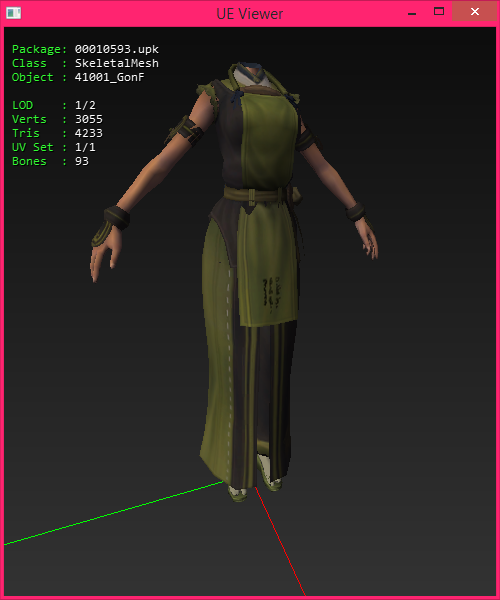 UE Viewer
Package: 00010593.upk
Class : SkeletalMesh
Object : 41001_GonF
LOD : 1/2
Verts : 3055
Tris : 4233
UV Set : 1/1
Bones : 93